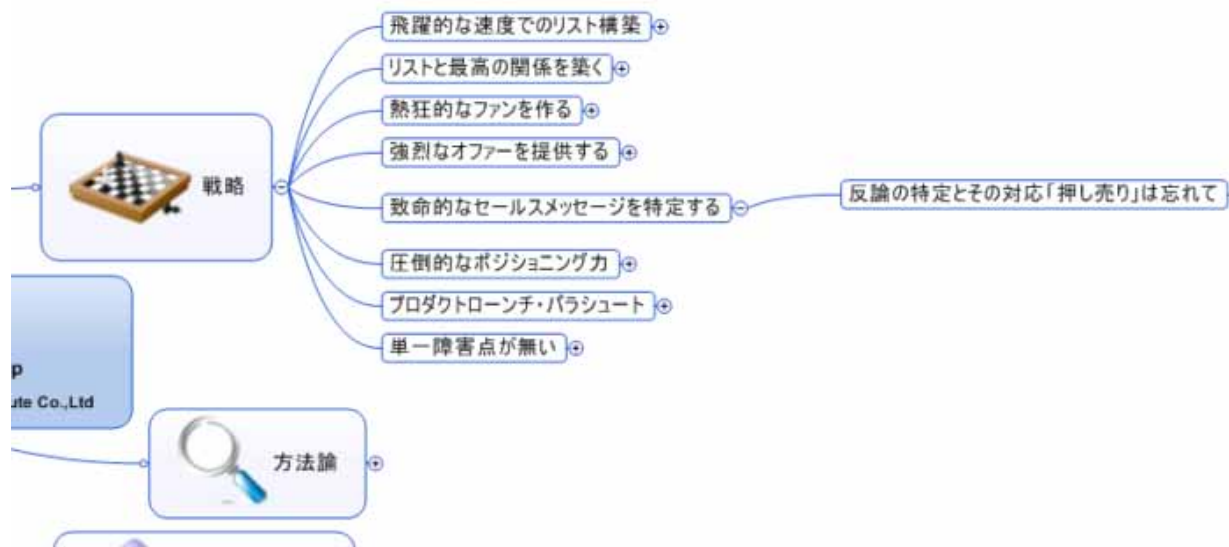 飛躍的な速度でのリスト構築
リストと最高の関係を築く
熱狂的なファンを作る
強烈なオファーを提供する
戦略
致命的なセールスメッセージを特定する
反論の特定とその対応「押し売り」は忘れて
圧倒的なポジショニング力
プロダクトローンチ・パラシュート
単一障害点が無い
p
ute Co.,Ltd
方法論